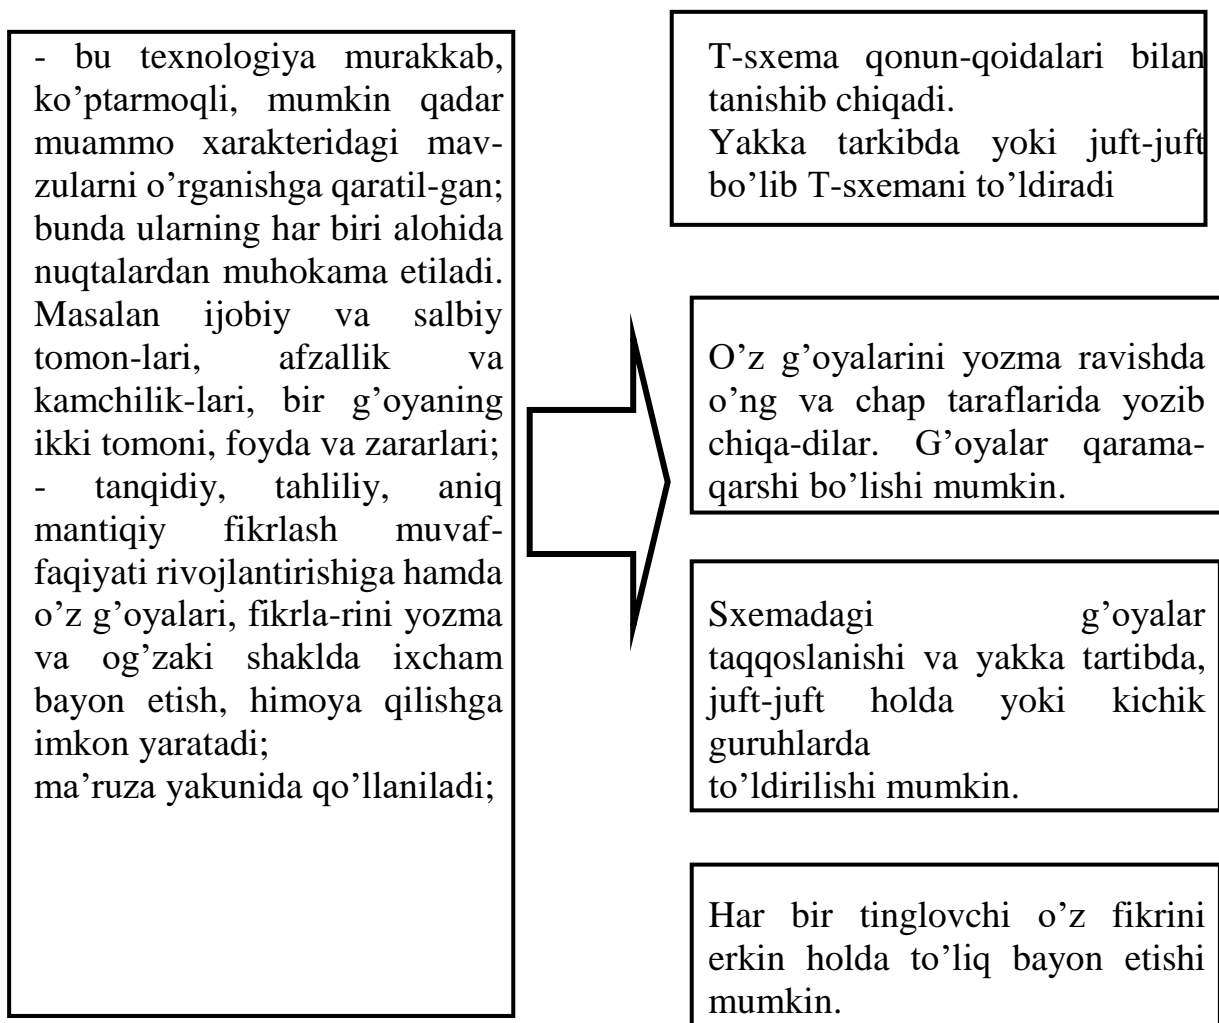 - bu texnologiya murakkab,
ko’ptarmoqli, mumkin qadar
muammo xarakteridagi mav-
zularni o’rganishga qaratil-gan;
bunda ularning har biri alohida
nuqtalardan muhokama etiladi.
Masalan ijobiy va salbiy
tomon-lari, afzallik va
kamchilik-lari, bir g’oyaning
ikki tomoni, foyda va zararlari;
- tanqidiy, tahliliy, aniq
mantiqiy fikrlash muvaf-
faqiyati rivojlantirishiga hamda
o’z g’oyalari, fikrla-rini yozma
va og’zaki shaklda ixcham
bayon etish, himoya qilishga
imkon yaratadi;
ma’ruza yakunida qo’llaniladi;
T-sxema qonun-qoidalari bilan
tanishib chiqadi.
Yakka tarkibda yoki juft-juft
bo’lib T-sxemani to’ldiradi
O’z g’oyalarini yozma ravishda
o’ng va chap taraflarida yozib
chiqa-dilar. G’oyalar qarama-
qarshi bo’lishi mumkin.
Sxemadagi g’oyalar
taqqoslanishi va yakka tartibda,
juft-juft holda yoki kichik
guruhlarda
to’ldirilishi mumkin.
Har bir tinglovchi o’z fikrini
erkin holda to’liq bayon etishi
mumkin.